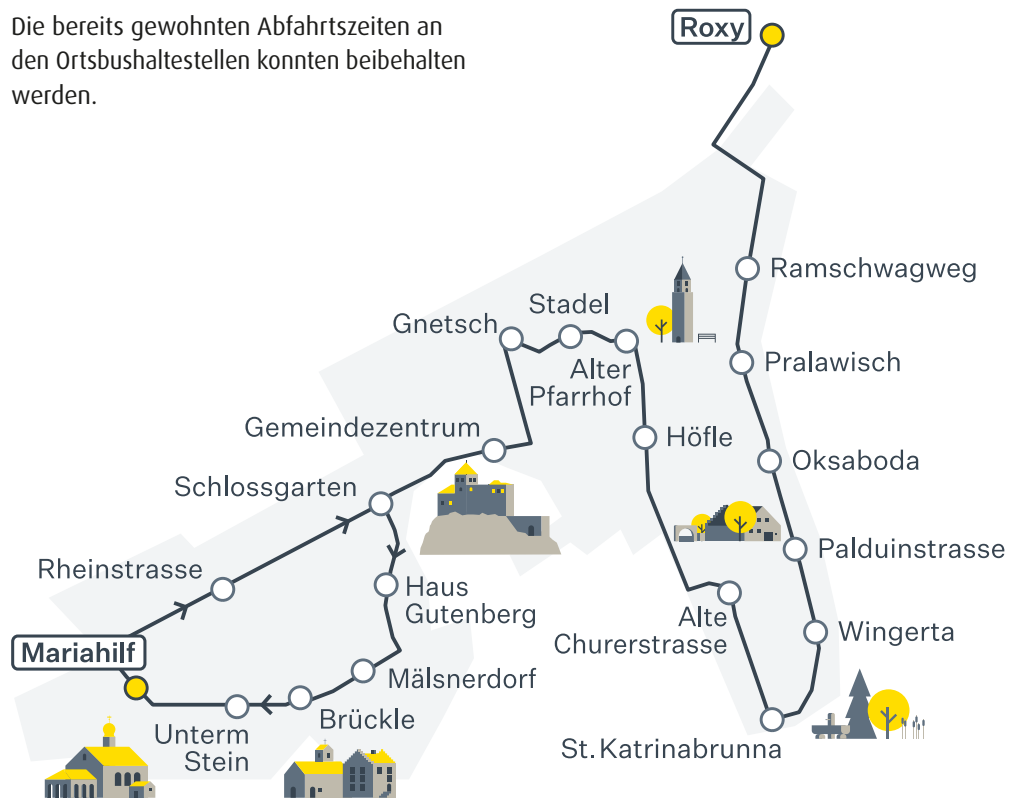 Die bereits gewohnten Abfahrtszeiten an
den Ortsbushaltestellen konnten beibehalten
werden.
Roxy
Ramschwagweg
Stadel
Gnetsch
Pralawisch
Alter
Pfarrhof
Gemeindezentrum
Höfle
Oksaboda
Schlossgarten
Palduinstrasse
Rheinstrasse
Haus
Gutenberg
Alte
Churerstrasse
Wingerta
Mariahilf
Mälsnerdorf
Brückle
Unterm
Stein
St. Katrinabrunna